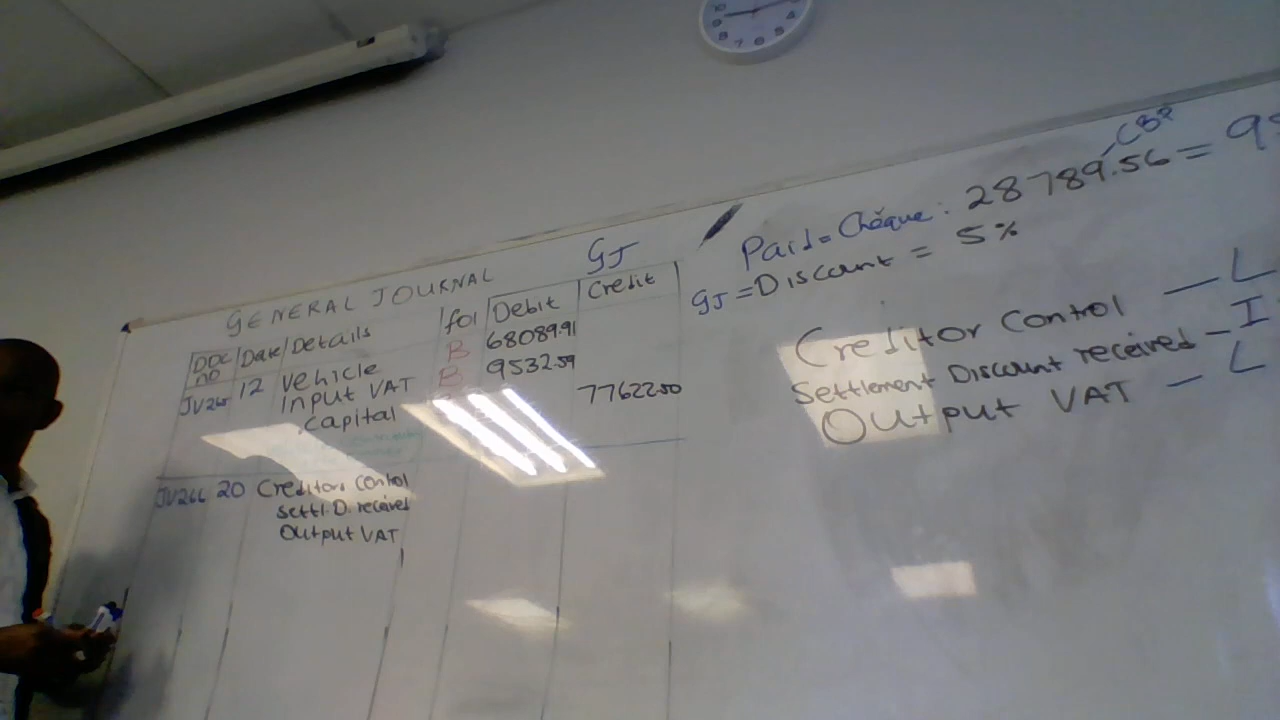 GENERAL JOURNAL GJ
DOC NO Date Details fol Debit Credit
JV265 12 Vehicle B 68089.91
Input VAT B 9532.59
Capital 77622.50
JV266 20 Creditors Control
Settl. D. received
Output VAT
Paid = Cheque: 28789.56 =
GJ = Discount = 5%
Creditor Control — L
Settlement Discount received — I
Output VAT — L